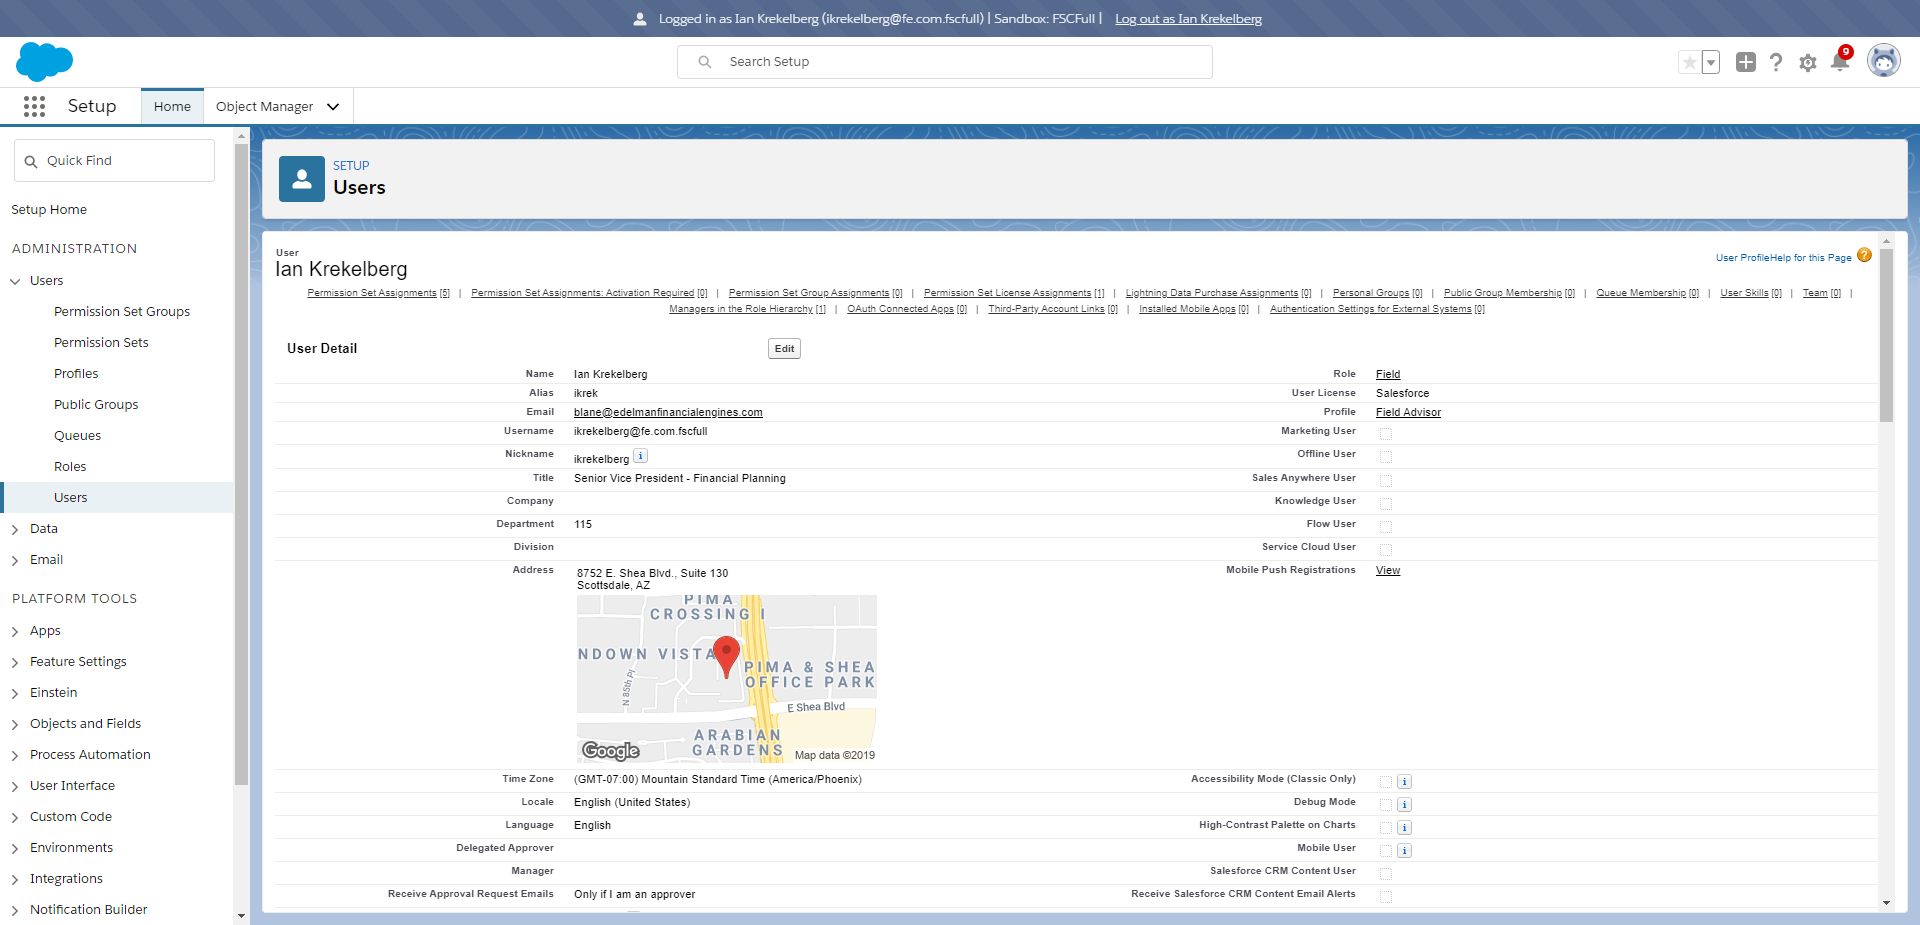 Logged in as Ian Krekelberg (ikrekelberg@fe.com.fscfull) | Sandbox: FSCFull | Log out as Ian Krekelberg
Search Setup
9
Setup
Home
Object Manager
Quick Find
Setup Home
ADMINISTRATION
Users
Permission Set Groups
Permission Sets
Profiles
Public Groups
Queues
Roles
Users
Data
Email
PLATFORM TOOLS
Apps
Feature Settings
Einstein
Objects and Fields
Process Automation
User Interface
Custom Code
Environments
Integrations
Notification Builder
SETUP
Users
User
Ian Krekelberg
User ProfileHelp for this Page ?
Permission Set Assignments [5] | Permission Set Assignments: Activation Required [0] | Permission Set Group Assignments [0] | Permission Set License Assignments [1] | Lightning Data Purchase Assignments [0] | Personal Groups [0] | Public Group Membership [0] | Queue Membership [0] | User Skills [0] | Team [0] |
Managers in the Role Hierarchy [1] | OAuth Connected Apps [0] | Third-Party Account Links [0] | Installed Mobile Apps [0] | Authentication Settings for External Systems [0]
User Detail
Edit
Name Ian Krekelberg Role Field
Alias ikrek User License Salesforce
Email blane@edelmanfinancialengines.com Profile Field Advisor
Username ikrekelberg@fe.com.fscfull Marketing User
Nickname ikrekelberg i Offline User
Title Senior Vice President - Financial Planning Sales Anywhere User
Company Knowledge User
Department 115 Flow User
Division Service Cloud User
Address 8752 E. Shea Blvd., Suite 130 Mobile Push Registrations View
Scottsdale, AZ
PIMA
CROSSING I
NDOWN VISTA
PIMA & SHEA
OFFICE PARK
N 85th Pl
E Shea Blvd
ARABIAN
GARDENS
Google
Map data ©2019
Time Zone (GMT-07:00) Mountain Standard Time (America/Phoenix) Accessibility Mode (Classic Only) i
Locale English (United States) Debug Mode i
Language English High-Contrast Palette on Charts i
Delegated Approver Mobile User i
Manager Salesforce CRM Content User
Receive Approval Request Emails Only if I am an approver Receive Salesforce CRM Content Email Alerts